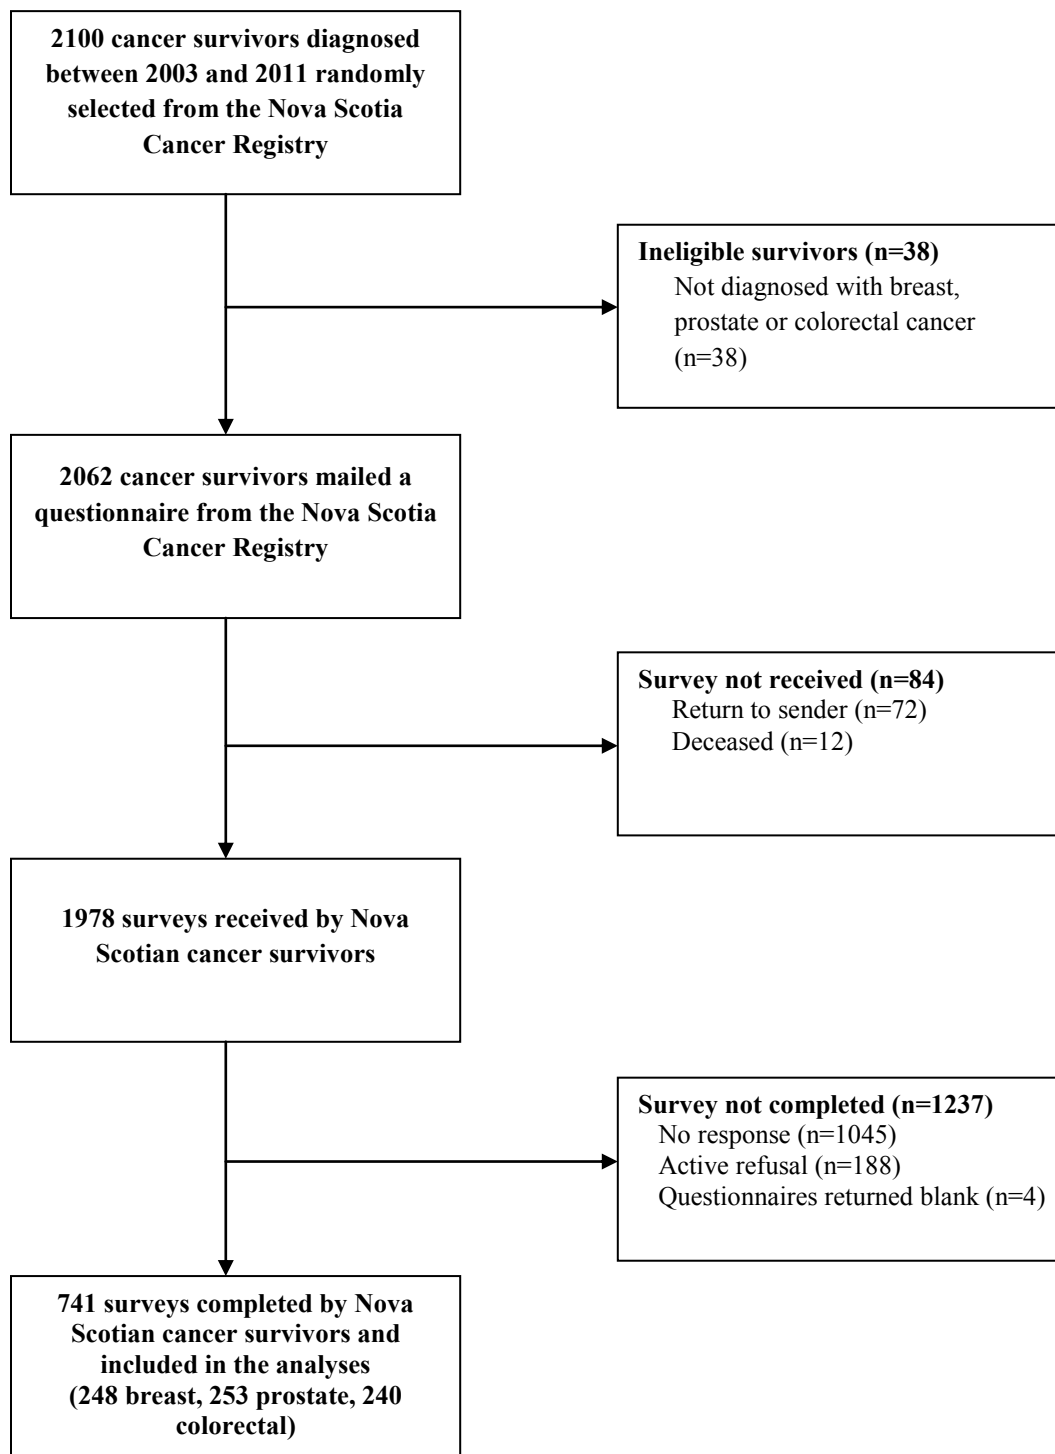 2100 cancer survivors diagnosed
between 2003 and 2011 randomly
selected from the Nova Scotia
Cancer Registry
Ineligible survivors (n=38)
Not diagnosed with breast,
prostate or colorectal cancer
(n=38)
2062 cancer survivors mailed a
questionnaire from the Nova Scotia
Cancer Registry
Survey not received (n=84)
Return to sender (n=72)
Deceased (n=12)
1978 surveys received by Nova
Scotian cancer survivors
Survey not completed (n=1237)
No response (n=1045)
Active refusal (n=188)
Questionnaires returned blank (n=4)
741 surveys completed by Nova
Scotian cancer survivors and
included in the analyses
(248 breast, 253 prostate, 240
colorectal)